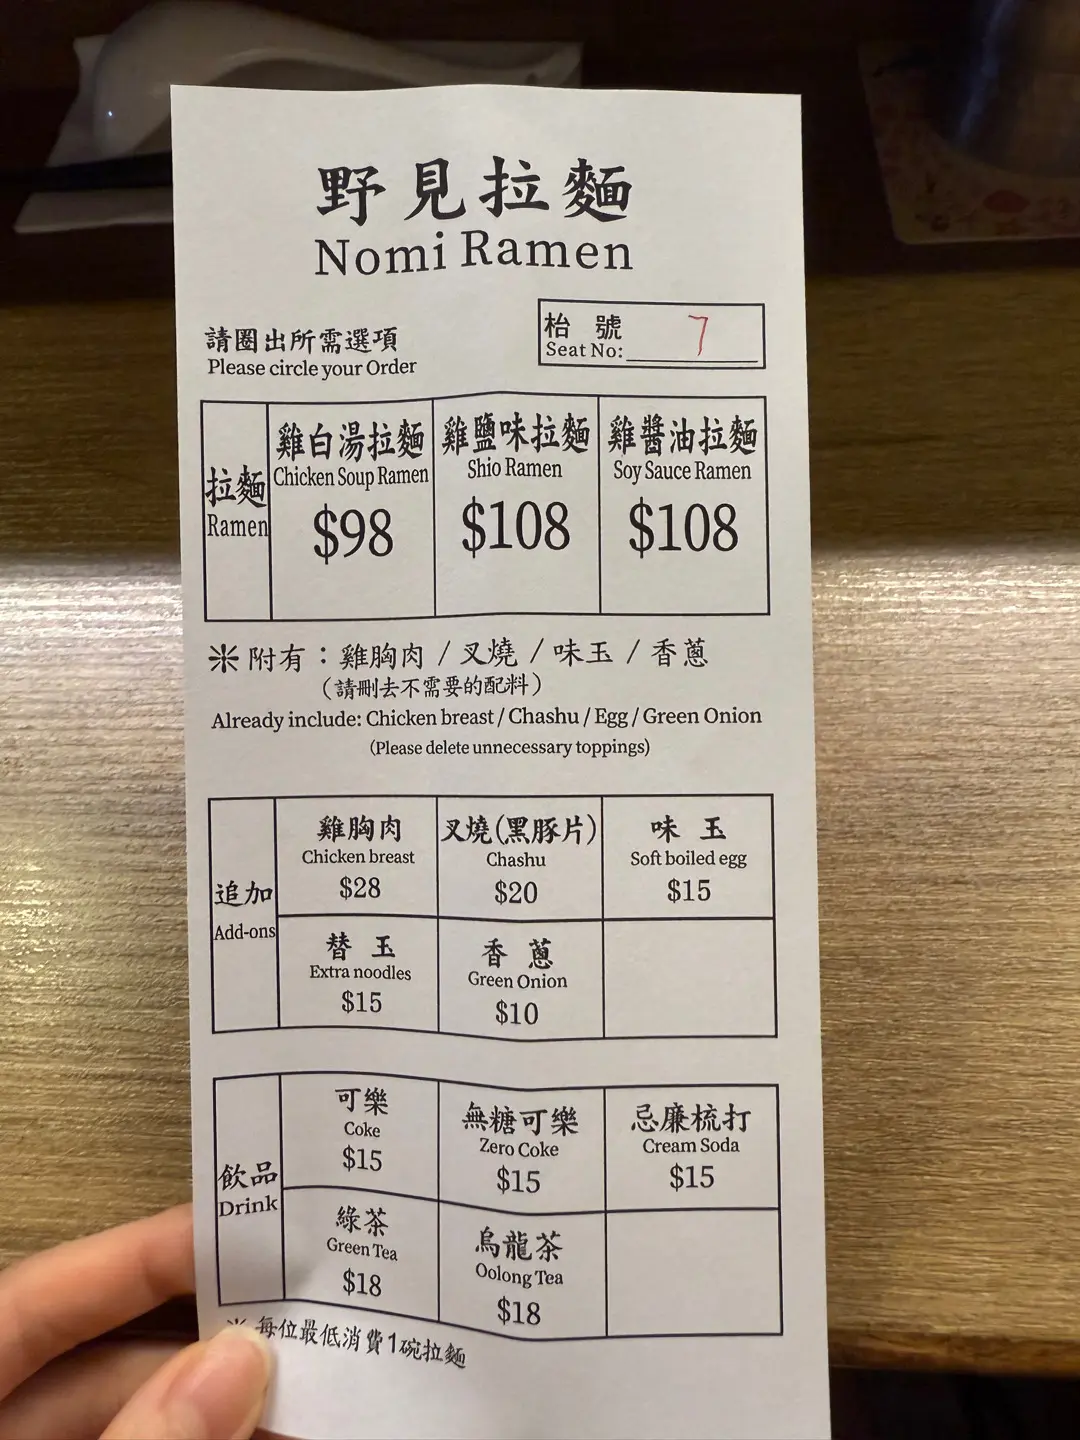 野見拉麵
Nomi Ramen
請圈出所需選項
Please circle your Order
枱號 7
Seat No:
拉麵
Ramen
雞白湯拉麵
Chicken Soup Ramen
$98
雞鹽味拉麵
Shio Ramen
$108
雞醬油拉麵
Soy Sauce Ramen
$108
※附有：雞胸肉 / 叉燒 / 味玉 / 香蔥
（請刪去不需要的配料）
Already include: Chicken breast / Chashu / Egg / Green Onion
(Please delete unnecessary toppings)
追加
Add-ons
雞胸肉
Chicken breast
$28
叉燒(黑豚片)
Chashu
$20
味玉
Soft boiled egg
$15
替玉
Extra noodles
$15
香蔥
Green Onion
$10
飲品
Drink
可樂
Coke
$15
無糖可樂
Zero Coke
$15
忌廉梳打
Cream Soda
$15
綠茶
Green Tea
$18
烏龍茶
Oolong Tea
$18
※每位最低消費1碗拉麵